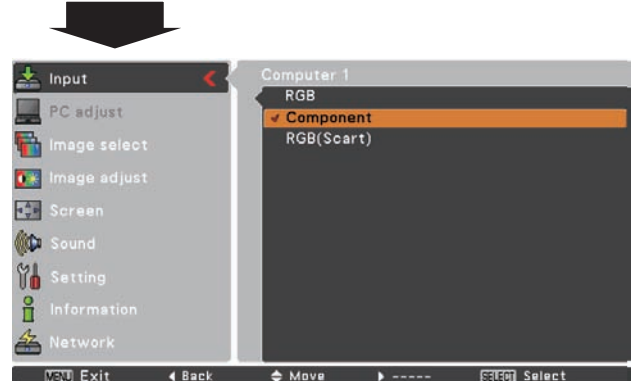 Input
PC adjust
Image select
Image adjust
Screen
Sound
Setting
Information
Network
Computer 1
RGB
Component
RGB(Scart)
MENU Exit ◀ Back Move ▶ ----- SELECT Select